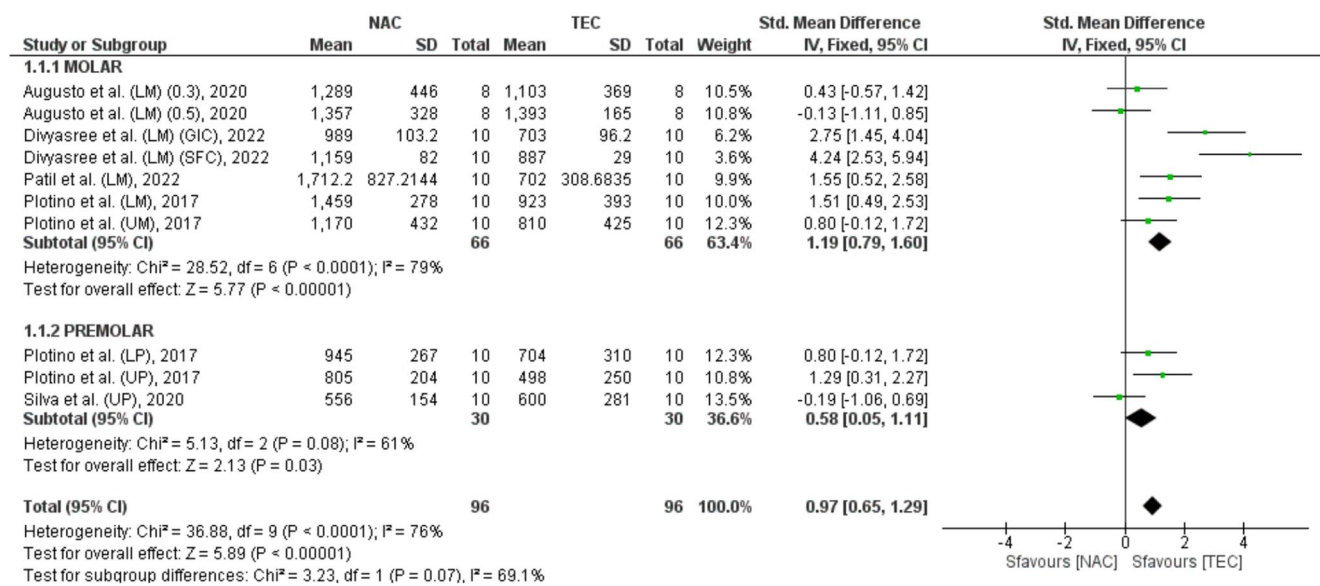 NAC TEC Std. Mean Difference Std. Mean Difference
Study or Subgroup Mean SD Total Mean SD Total Weight IV, Fixed, 95% CI IV, Fixed, 95% CI
1.1.1 MOLAR
Augusto et al. (LM) (0.3), 2020 1,289 446 8 1,103 369 8 10.5% 0.43 [-0.57, 1.42]
Augusto et al. (LM) (0.5), 2020 1,357 328 8 1,393 165 8 10.8% -0.13 [-1.11, 0.85]
Divyasree et al. (LM) (GIC), 2022 989 103.2 10 703 96.2 10 6.2% 2.75 [1.45, 4.04]
Divyasree et al. (LM) (SFC), 2022 1,159 82 10 887 29 10 3.6% 4.24 [2.53, 5.94]
Patil et al. (LM), 2022 1,712.2 827.2144 10 702 308.6835 10 9.9% 1.55 [0.52, 2.58]
Plotino et al. (LM), 2017 1,459 278 10 923 393 10 10.0% 1.51 [0.49, 2.53]
Plotino et al. (UM), 2017 1,170 432 10 810 425 10 12.3% 0.80 [-0.12, 1.72]
Subtotal (95% CI) 66 66 63.4% 1.19 [0.79, 1.60]
Heterogeneity: Chi² = 28.52, df = 6 (P < 0.0001); I² = 79%
Test for overall effect: Z = 5.77 (P < 0.00001)
1.1.2 PREMOLAR
Plotino et al. (LP), 2017 945 267 10 704 310 10 12.3% 0.80 [-0.12, 1.72]
Plotino et al. (UP), 2017 805 204 10 498 250 10 10.8% 1.29 [0.31, 2.27]
Silva et al. (UP), 2020 556 154 10 600 281 10 13.5% -0.19 [-1.06, 0.69]
Subtotal (95% CI) 30 30 36.6% 0.58 [0.05, 1.11]
Heterogeneity: Chi² = 5.13, df = 2 (P = 0.08); I² = 61%
Test for overall effect: Z = 2.13 (P = 0.03)
Total (95% CI) 96 96 100.0% 0.97 [0.65, 1.29]
Heterogeneity: Chi² = 36.88, df = 9 (P < 0.0001); I² = 76%
Test for overall effect: Z = 5.89 (P < 0.00001)
Test for subgroup differences: Chi² = 3.23, df = 1 (P = 0.07), I² = 69.1%
-4 -2 0 2 4
Sfavours [NAC] Sfavours [TEC]